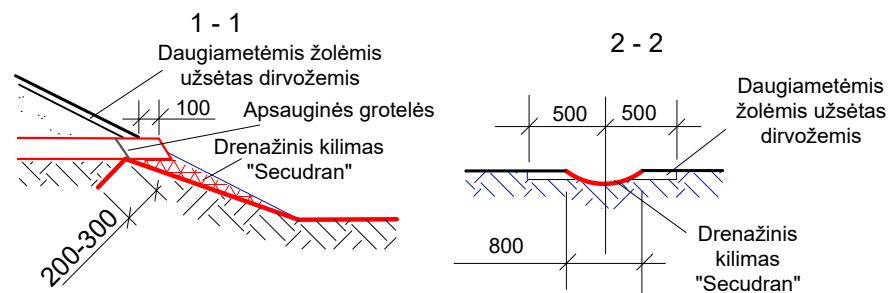 1 - 1
Daugiametėmis žolėmis
užsėtas dirvožemis
100
Apsauginės grotelės
Drenažinis kilimas
"Secudran"
200-300
2 - 2
Daugiametėmis
žolėmis užsėtas
dirvožemis
500
500
800
Drenažinis
kilimas
"Secudran"